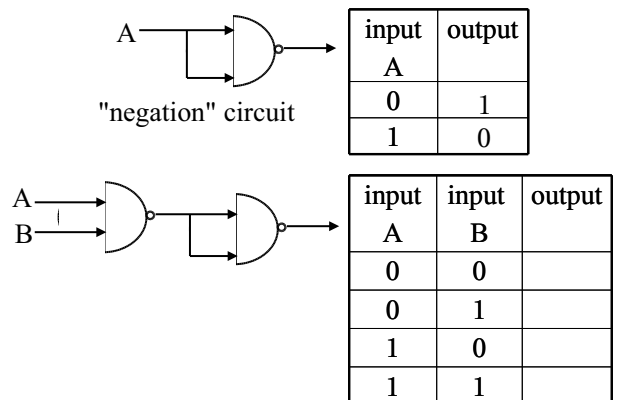 A
input output
A
0 1
1 0
"negation" circuit
A
B
input input output
A B
0 0
0 1
1 0
1 1